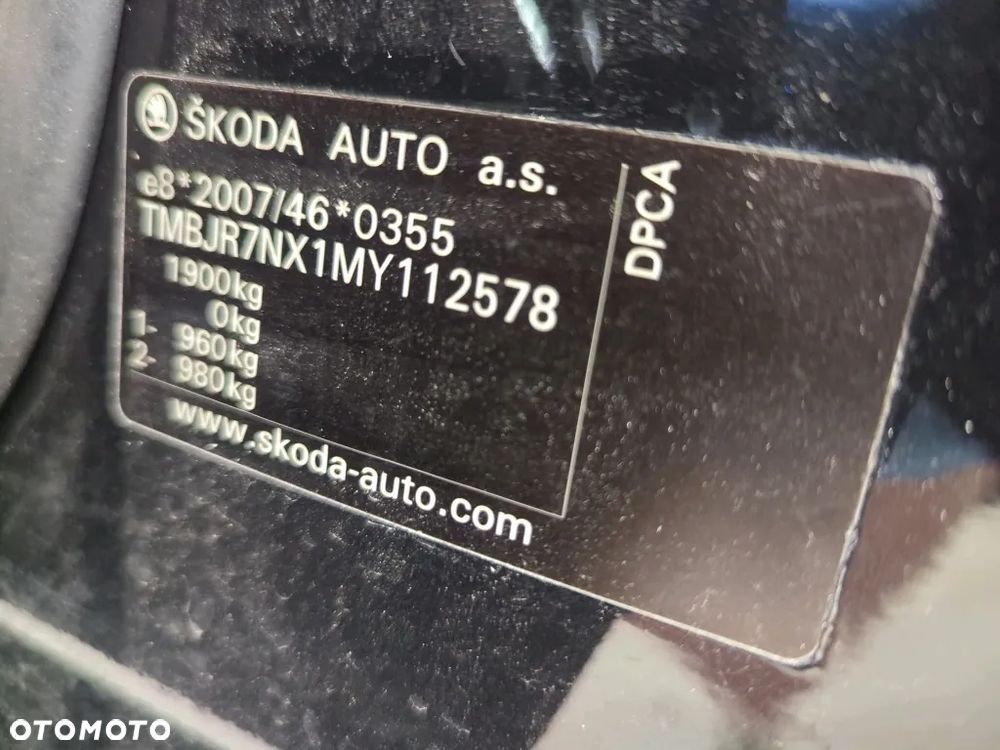 ŠKODA AUTO a.s.
e8*2007/46*0355
TMBJR7NX1MY112578
1900kg
0kg
1- 960kg
2- 980kg
www.skoda-auto.com
DPCA
OTOMOTO